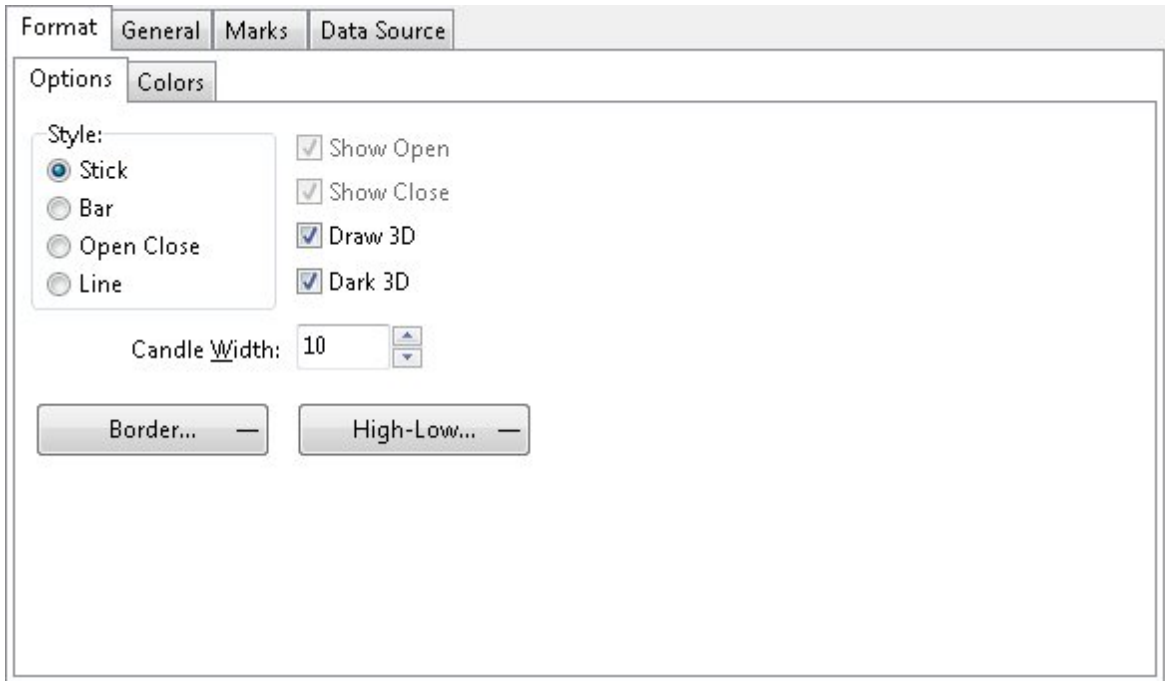 Format General Marks Data Source
Options Colors
Style:
Stick
Bar
Open Close
Line
Show Open
Show Close
Draw 3D
Dark 3D
Candle Width: 10
Border... High-Low...